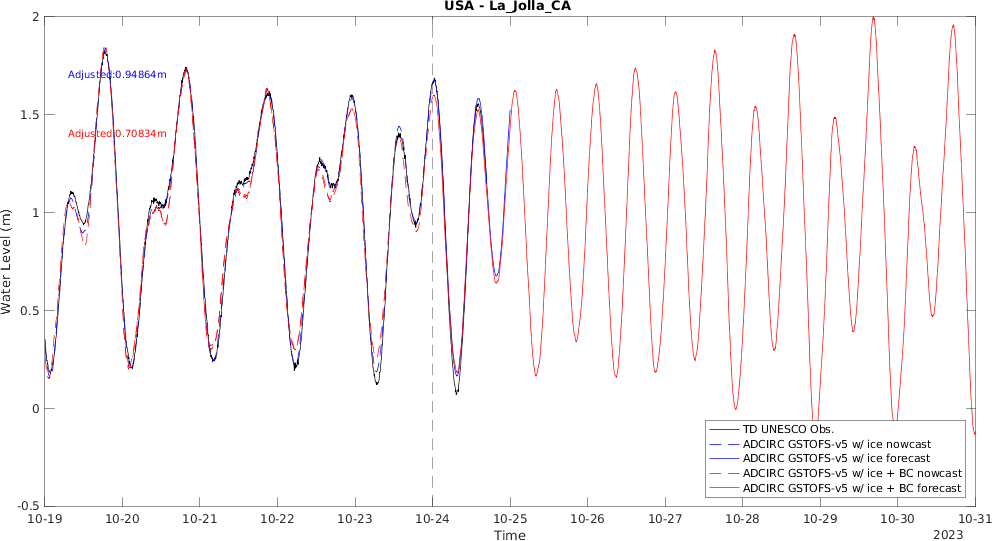 USA - La_Jolla_CA
Water Level (m)
2
1.5
1
0.5
0
-0.5
Adjusted:0.94864m
Adjusted:0.70834m
TD UNESCO Obs.
ADCIRC GSTOFS-v5 w/ ice nowcast
ADCIRC GSTOFS-v5 w/ ice forecast
ADCIRC GSTOFS-v5 w/ ice + BC nowcast
ADCIRC GSTOFS-v5 w/ ice + BC forecast
10-19 10-20 10-21 10-22 10-23 10-24 10-25 10-26 10-27 10-28 10-29 10-30 10-31
Time
2023